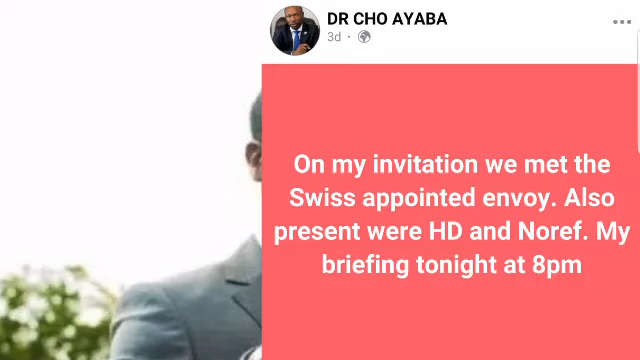 DR CHO AYABA
3d ·
On my invitation we met the
Swiss appointed envoy. Also
present were HD and Noref. My
briefing tonight at 8pm